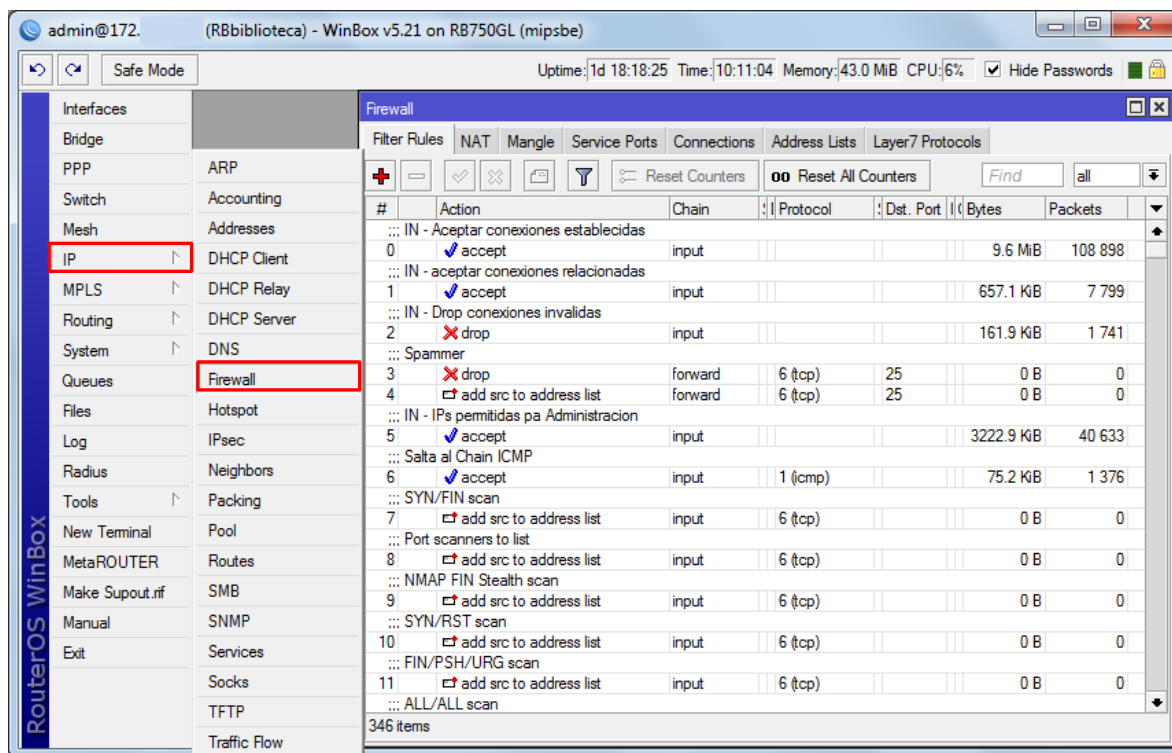 admin@172. (RBbiblioteca) - WinBox v5.21 on RB750GL (mipsbe)
Safe Mode Uptime: 1d 18:18:25 Time: 10:11:04 Memory: 43.0 MiB CPU: 6% Hide Passwords
RouterOS WinBox
Interfaces
Bridge
PPP
Switch
Mesh
IP
MPLS
Routing
System
Queues
Files
Log
Radius
Tools
New Terminal
MetaROUTER
Make Supout.rif
Manual
Exit
ARP
Accounting
Addresses
DHCP Client
DHCP Relay
DHCP Server
DNS
Firewall
Hotspot
IPsec
Neighbors
Packing
Pool
Routes
SMB
SNMP
Services
Socks
TFTP
Traffic Flow
Firewall
Filter Rules NAT Mangle Service Ports Connections Address Lists Layer7 Protocols
Reset Counters 00 Reset All Counters Find all
# Action Chain Protocol Dst. Port Bytes Packets
;;; IN - Aceptar conexiones establecidas
0 accept input 9.6 MiB 108 898
;;; IN - aceptar conexiones relacionadas
1 accept input 657.1 KiB 7 799
;;; IN - Drop conexiones invalidas
2 drop input 161.9 KiB 1 741
;;; Spammer
3 drop forward 6 (tcp) 25 0 B 0
4 add src to address list forward 6 (tcp) 25 0 B 0
;;; IN - IPs permitidas pa Administracion
5 accept input 3222.9 KiB 40 633
;;; Salta al Chain ICMP
6 accept input 1 (icmp) 75.2 KiB 1 376
;;; SYN/FIN scan
7 add src to address list input 6 (tcp) 0 B 0
;;; Port scanners to list
8 add src to address list input 6 (tcp) 0 B 0
;;; NMAP FIN Stealth scan
9 add src to address list input 6 (tcp) 0 B 0
;;; SYN/RST scan
10 add src to address list input 6 (tcp) 0 B 0
;;; FIN/PSH/URG scan
11 add src to address list input 6 (tcp) 0 B 0
;;; ALL/ALL scan
346 items